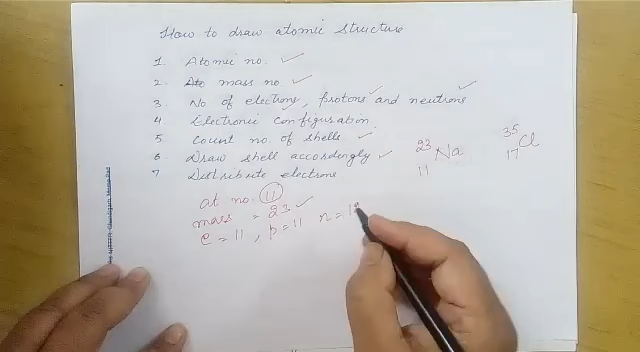 How to draw atomic structure
1. Atomic no.
2. mass no.
3. No of electrons, protons and neutrons
4 Electronic configuration
5. Count no. of shells
6 Draw shell accordingly
7 Distribute electrons
23 Na 11
35 Cl 17
at no. 11
mass = 23
e = 11, p = 11 n = 12